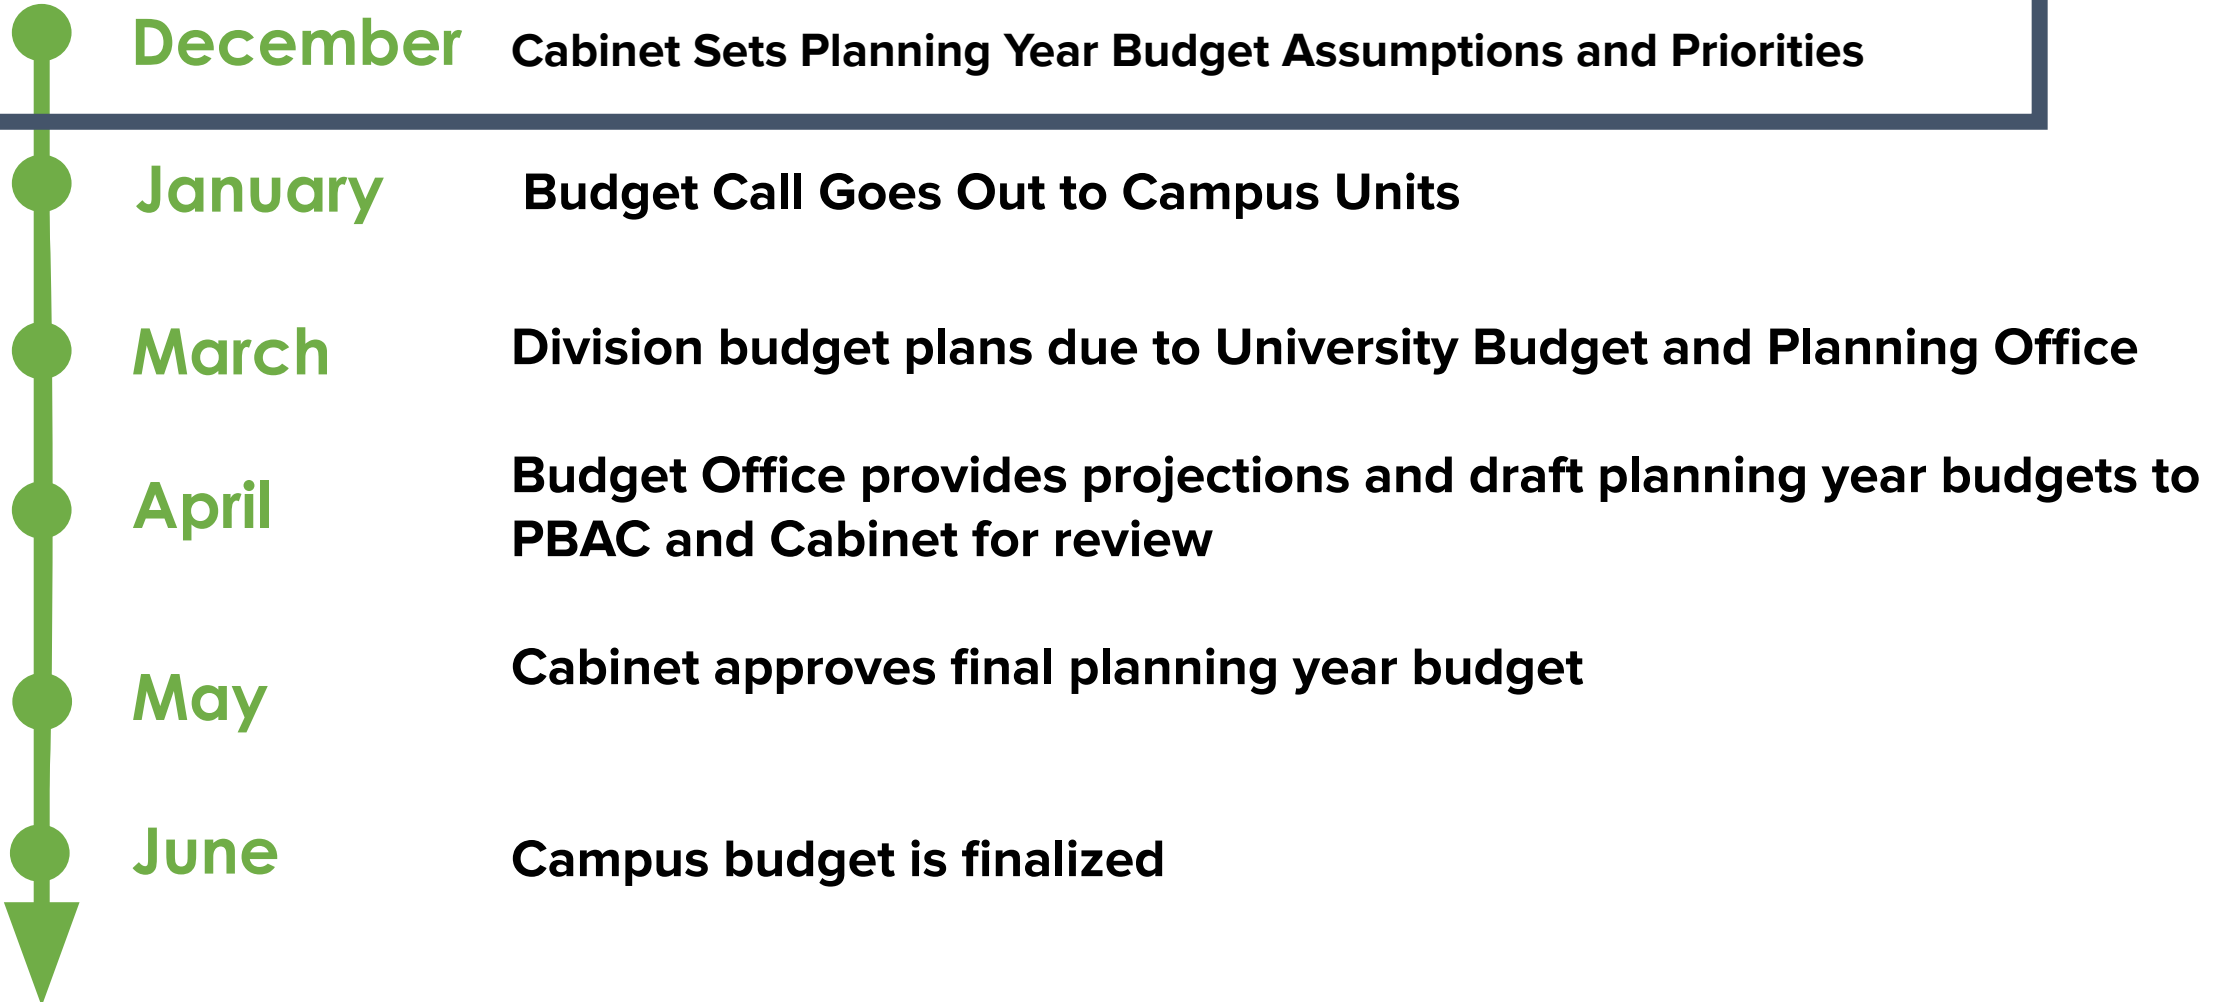 December Cabinet Sets Planning Year Budget Assumptions and Priorities
January Budget Call Goes Out to Campus Units
March Division budget plans due to University Budget and Planning Office
April Budget Office provides projections and draft planning year budgets to
PBAC and Cabinet for review
May Cabinet approves final planning year budget
June Campus budget is finalized